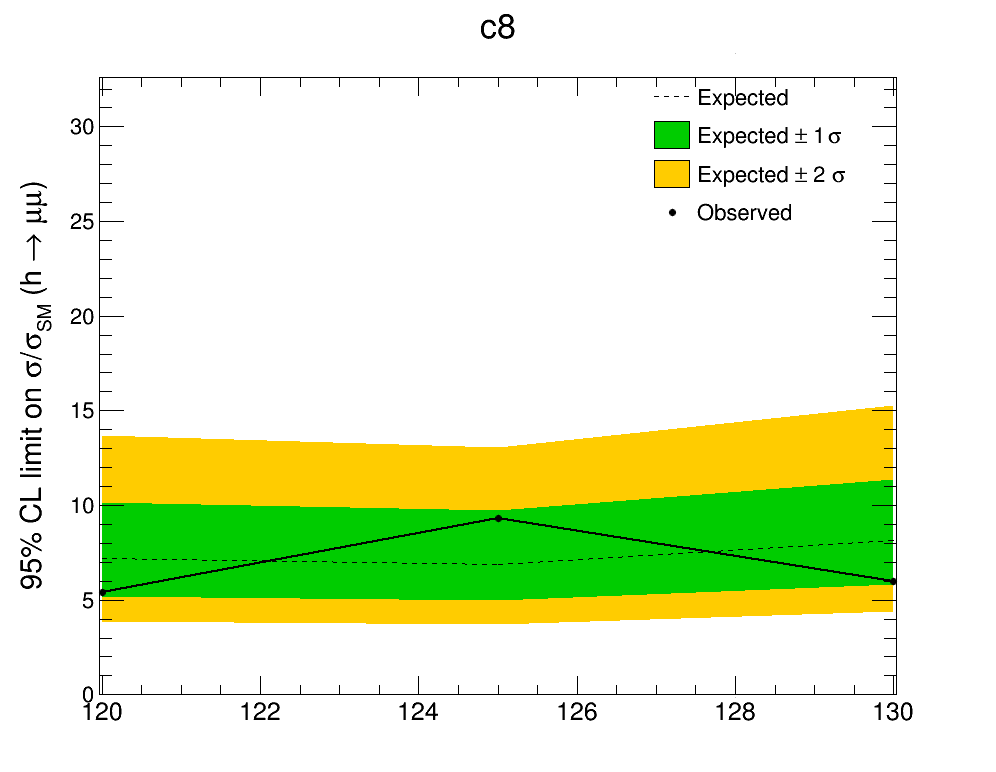 c8
95% CL limit on σ/σSM (h → μμ)
30
25
20
15
10
5
0
120 122 124 126 128 130
Expected
Expected ± 1σ
Expected ± 2 σ
Observed